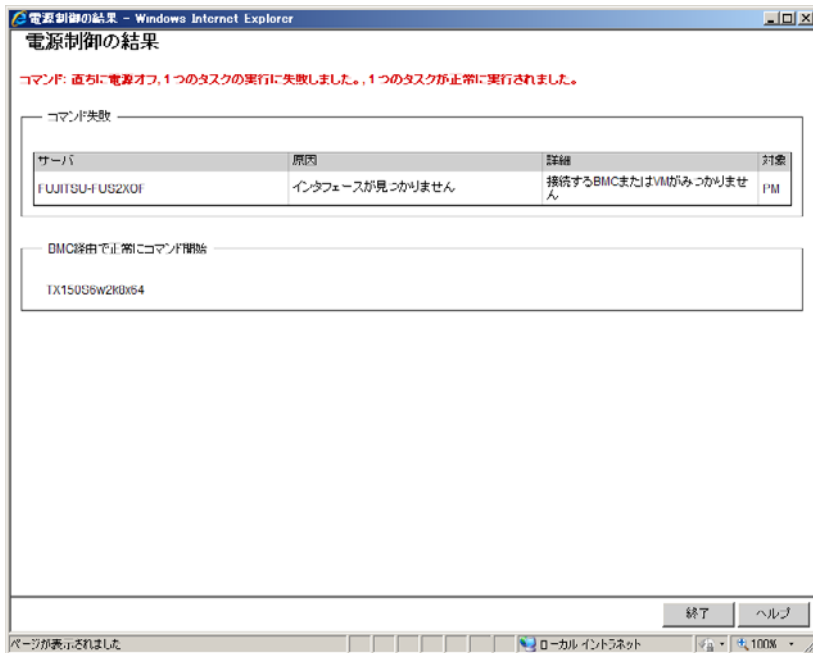 電源制御の結果 - Windows Internet Explorer
電源制御の結果
コマンド: 直ちに電源オフ,1つのタスクの実行に失敗しました。,1つのタスクが正常に実行されました。
コマンド失敗
サーバ 原因 詳細 対象
FUJITSU-FUS2XOF インタフェースが見つかりません 接続するBMCまたはVMがみつかりませ PM
ん
BMC経由で正常にコマンド開始
TX150S6w2k8x64
終了 ヘルプ
ページが表示されました ローカル イントラネット 100%